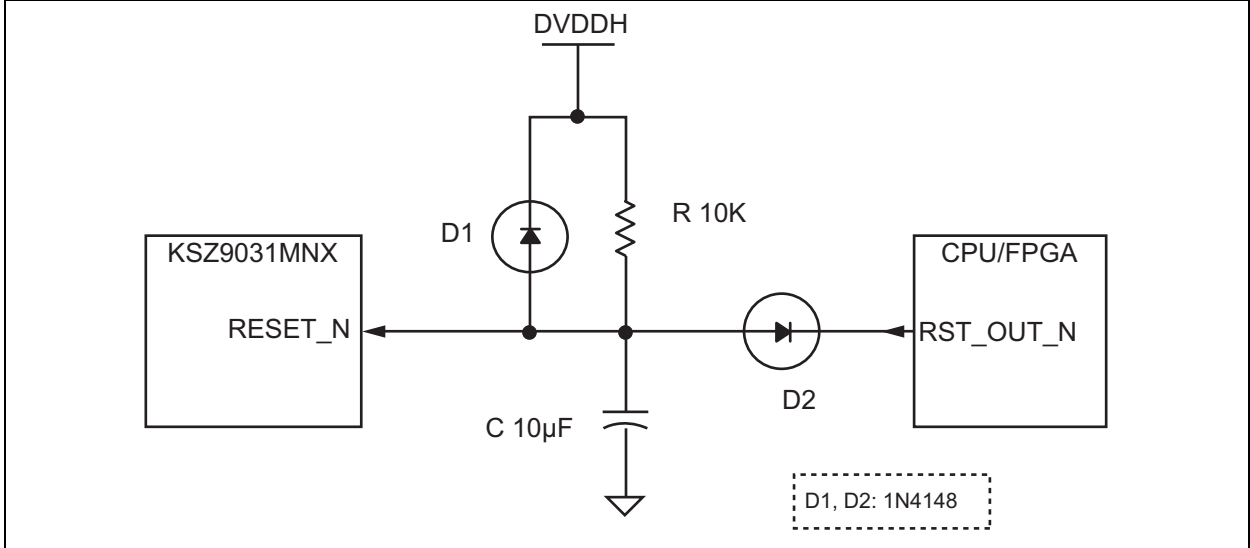 DVDDH
D1
R 10K
KSZ9031MNX
CPU/FPGA
RESET_N
RST_OUT_N
D2
C 10µF
D1, D2: 1N4148